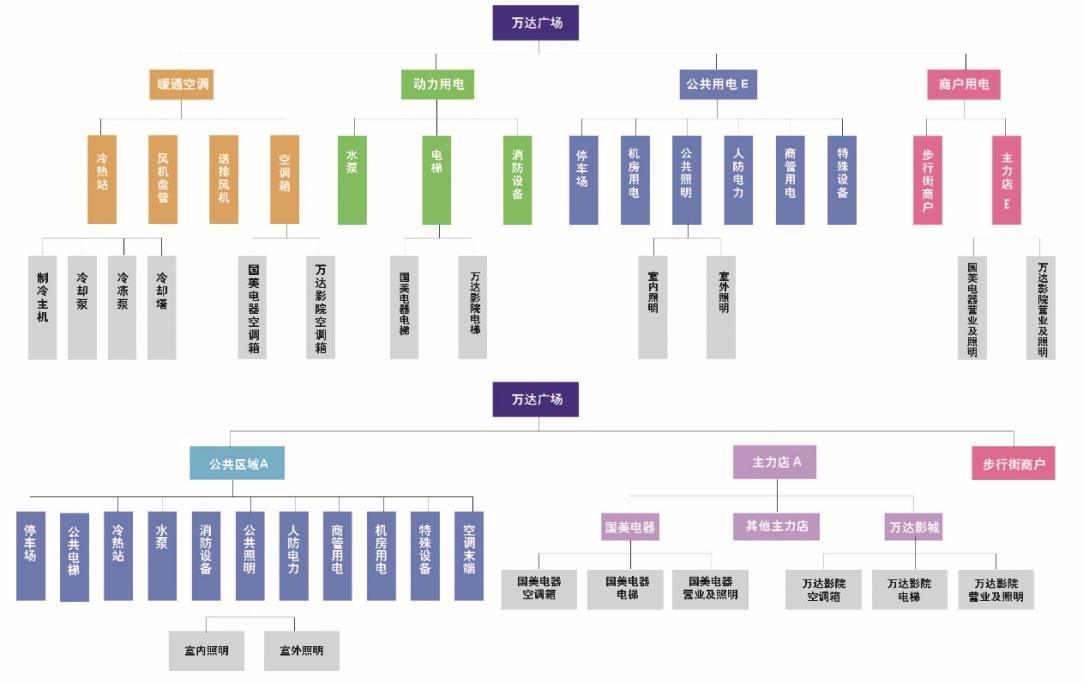 万达广场
暖通空调
动力用电
公共用电 E
商户用电
冷热站
风机盘管
送排风机
空调箱
水泵
电梯
消防设备
停车场
机房用电
公共照明
人防电力
商管用电
特殊设备
步行街商户
主力店 E
制冷主机
冷却泵
冷冻泵
冷却塔
国美电器空调箱
万达影院空调箱
国美电器电梯
万达影院电梯
室内照明
室外照明
国美电器营业及照明
万达影院营业及照明
万达广场
公共区域A
主力店 A
步行街商户
停车场
公共电梯
冷热站
水泵
消防设备
公共照明
人防电力
商管用电
机房用电
特殊设备
空调末端
国美电器
其他主力店
万达影城
国美电器
空调箱
国美电器
电梯
国美电器
营业及照明
万达影院
空调箱
万达影院
电梯
万达影院
营业及照明
室内照明
室外照明